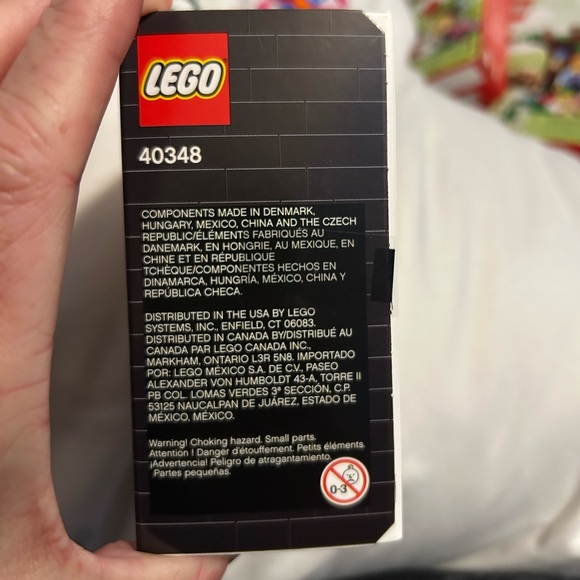 LEGO
40348
COMPONENTS MADE IN DENMARK,
HUNGARY, MEXICO, CHINA AND THE CZECH
REPUBLIC/ÉLÉMENTS FABRIQUÉS AU
DANEMARK, EN HONGRIE, AU MEXIQUE, EN
CHINE ET EN RÉPUBLIQUE
TCHÈQUE/COMPONENTES HECHOS EN
DINAMARCA, HUNGRÍA, MÉXICO, CHINA Y
REPÚBLICA CHECA.
DISTRIBUTED IN THE USA BY LEGO
SYSTEMS, INC., ENFIELD, CT 06083.
DISTRIBUTED IN CANADA BY/DISTRIBUÉ AU
CANADA PAR LEGO CANADA INC.,
MARKHAM, ONTARIO L3R 5N8. IMPORTADO
POR: LEGO MÉXICO S.A. DE C.V., PASEO
ALEXANDER VON HUMBOLDT 43-A, TORRE II
PB COL. LOMAS VERDES 3ª SECCIÓN, C.P.
53125 NAUCALPAN DE JUÁREZ, ESTADO DE
MÉXICO, MÉXICO.
Warning! Choking hazard. Small parts.
Attention ! Danger d'étouffement. Petits éléments.
¡Advertencia! Peligro de atragantamiento.
Partes pequeñas.
0-3